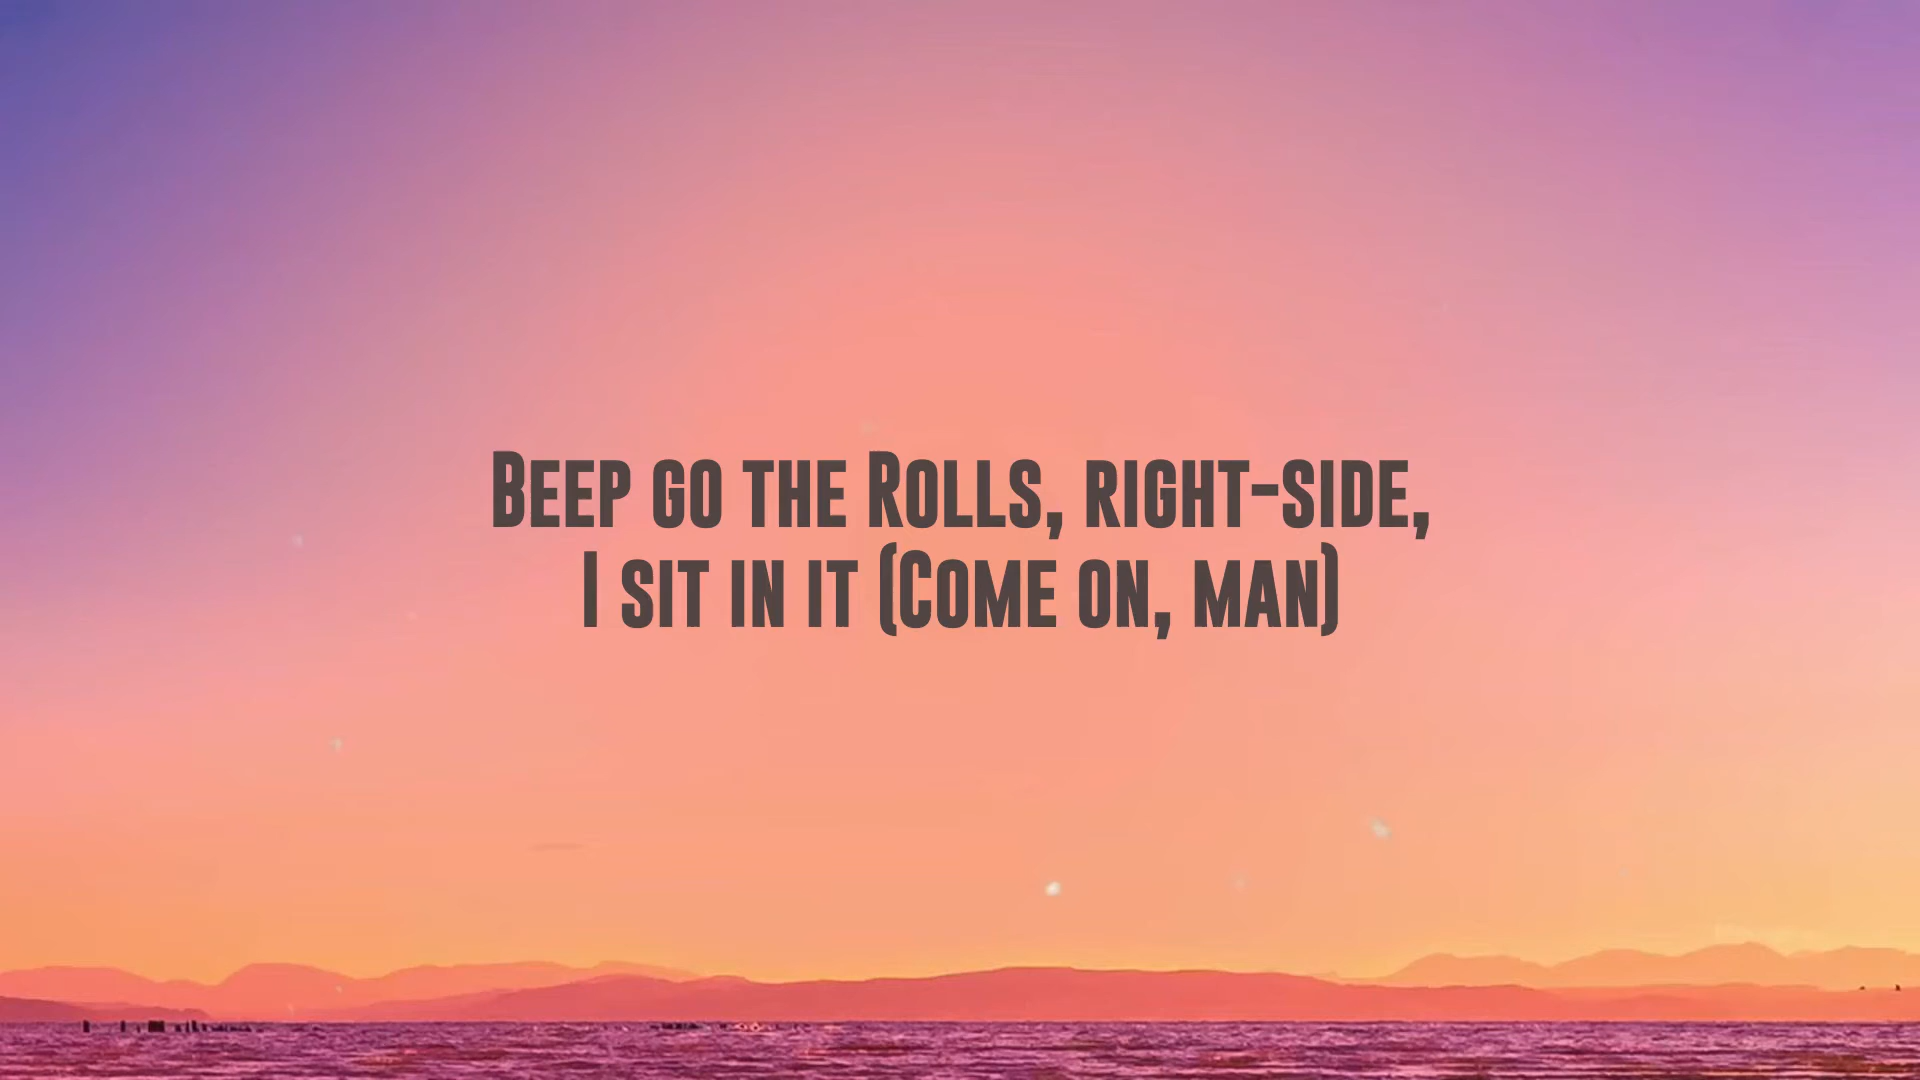 Beep go the Rolls, right-side,
I sit in it (Come on, man)